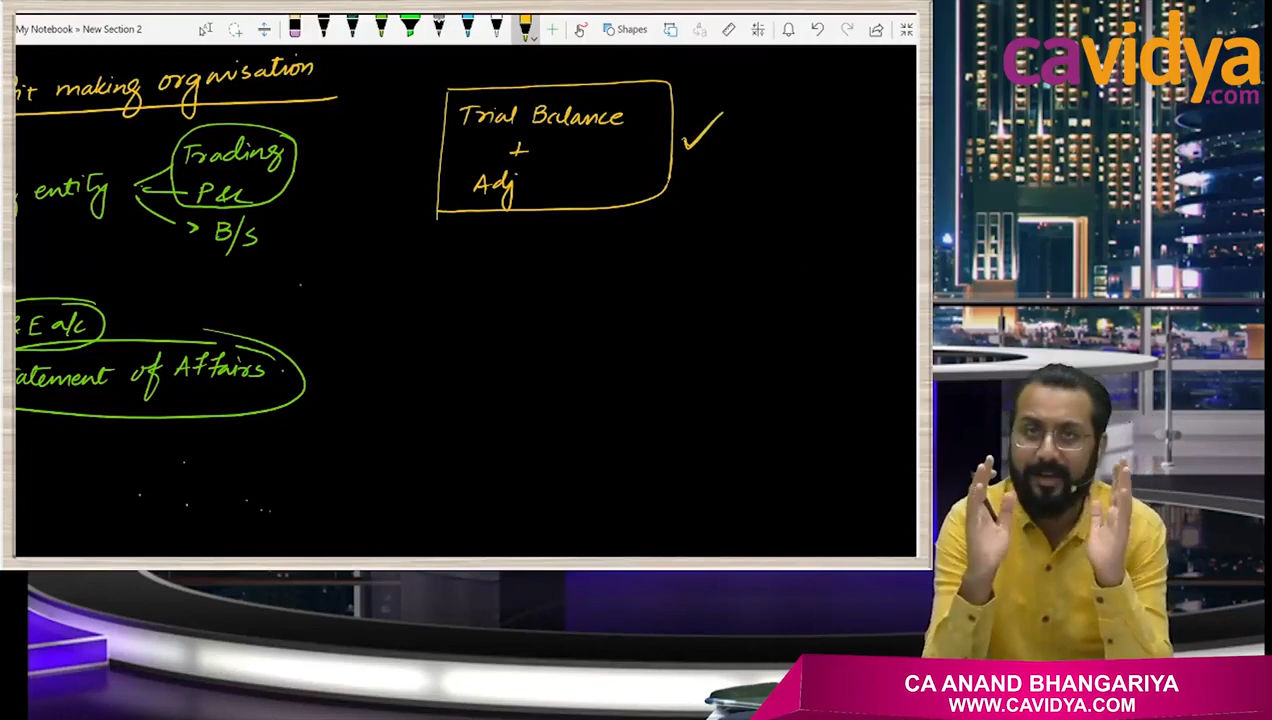 My Notebook » New Section 2
Shapes
cavidya
.com
making organisation
Trading
P&L
entity
B/S
E a/c
atement of Affairs
Trial Balance
+
Adj
CA ANAND BHANGARIYA
WWW.CAVIDYA.COM